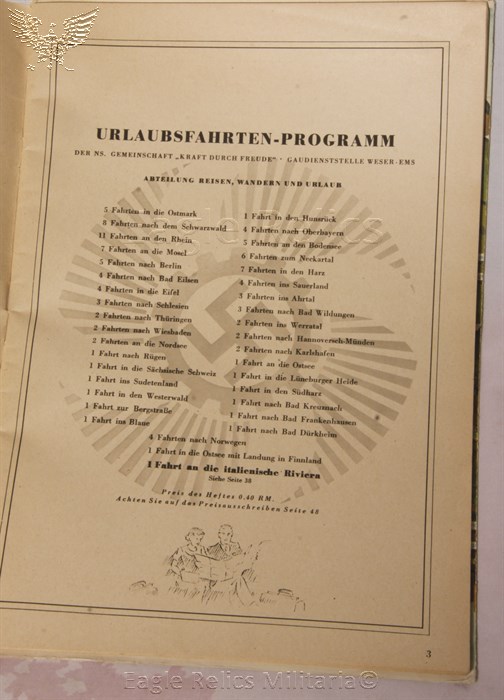 URLAUBSFAHRTEN-PROGRAMM
DER NS. GEMEINSCHAFT „KRAFT DURCH FREUDE" · GAUDIENSTSTELLE WESER-EMS
ABTEILUNG REISEN, WANDERN UND URLAUB
5 Fahrten in die Ostmark
8 Fahrten nach dem Schwarzwald
11 Fahrten an den Rhein
7 Fahrten an die Mosel
5 Fahrten nach Berlin
4 Fahrten nach Bad Eilsen
4 Fahrten in die Eifel
3 Fahrten nach Schlesien
2 Fahrten nach Thüringen
2 Fahrten nach Wiesbaden
2 Fahrten an die Nordsee
1 Fahrt nach Rügen
1 Fahrt in die Sächsische Schweiz
1 Fahrt ins Sudetenland
1 Fahrt in den Westerwald
1 Fahrt zur Bergstraße
1 Fahrt ins Blaue
1 Fahrt in den Hunsrück
4 Fahrten nach Oberbayern
5 Fahrten an den Bodensee
6 Fahrten zum Neckartal
7 Fahrten in den Harz
4 Fahrten ins Sauerland
3 Fahrten ins Ahrtal
3 Fahrten nach Bad Wildungen
2 Fahrten ins Werratal
2 Fahrten nach Hannoversch-Münden
2 Fahrten nach Karlshafen
1 Fahrt an die Ostsee
1 Fahrt in die Lüneburger Heide
1 Fahrt in den Südharz
1 Fahrt nach Bad Kreuznach
1 Fahrt nach Bad Frankenhausen
1 Fahrt nach Bad Dürkheim
4 Fahrten nach Norwegen
1 Fahrt in die Ostsee mit Landung in Finnland
1 Fahrt an die italienische Riviera
Siehe Seite 38
Preis des Heftes 0.40 RM.
Achten Sie auf das Preisausschreiben Seite 48
3
Eagle Relics Militaria©